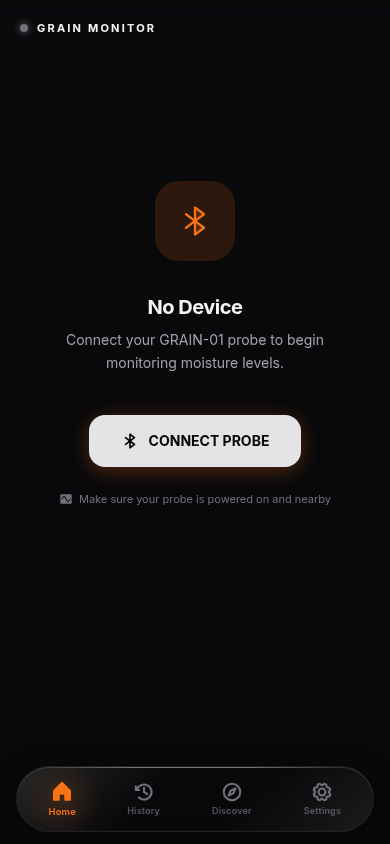 GRAIN MONITOR
No Device
Connect your GRAIN-01 probe to begin
monitoring moisture levels.
CONNECT PROBE
Make sure your probe is powered on and nearby
Home
History
Discover
Settings